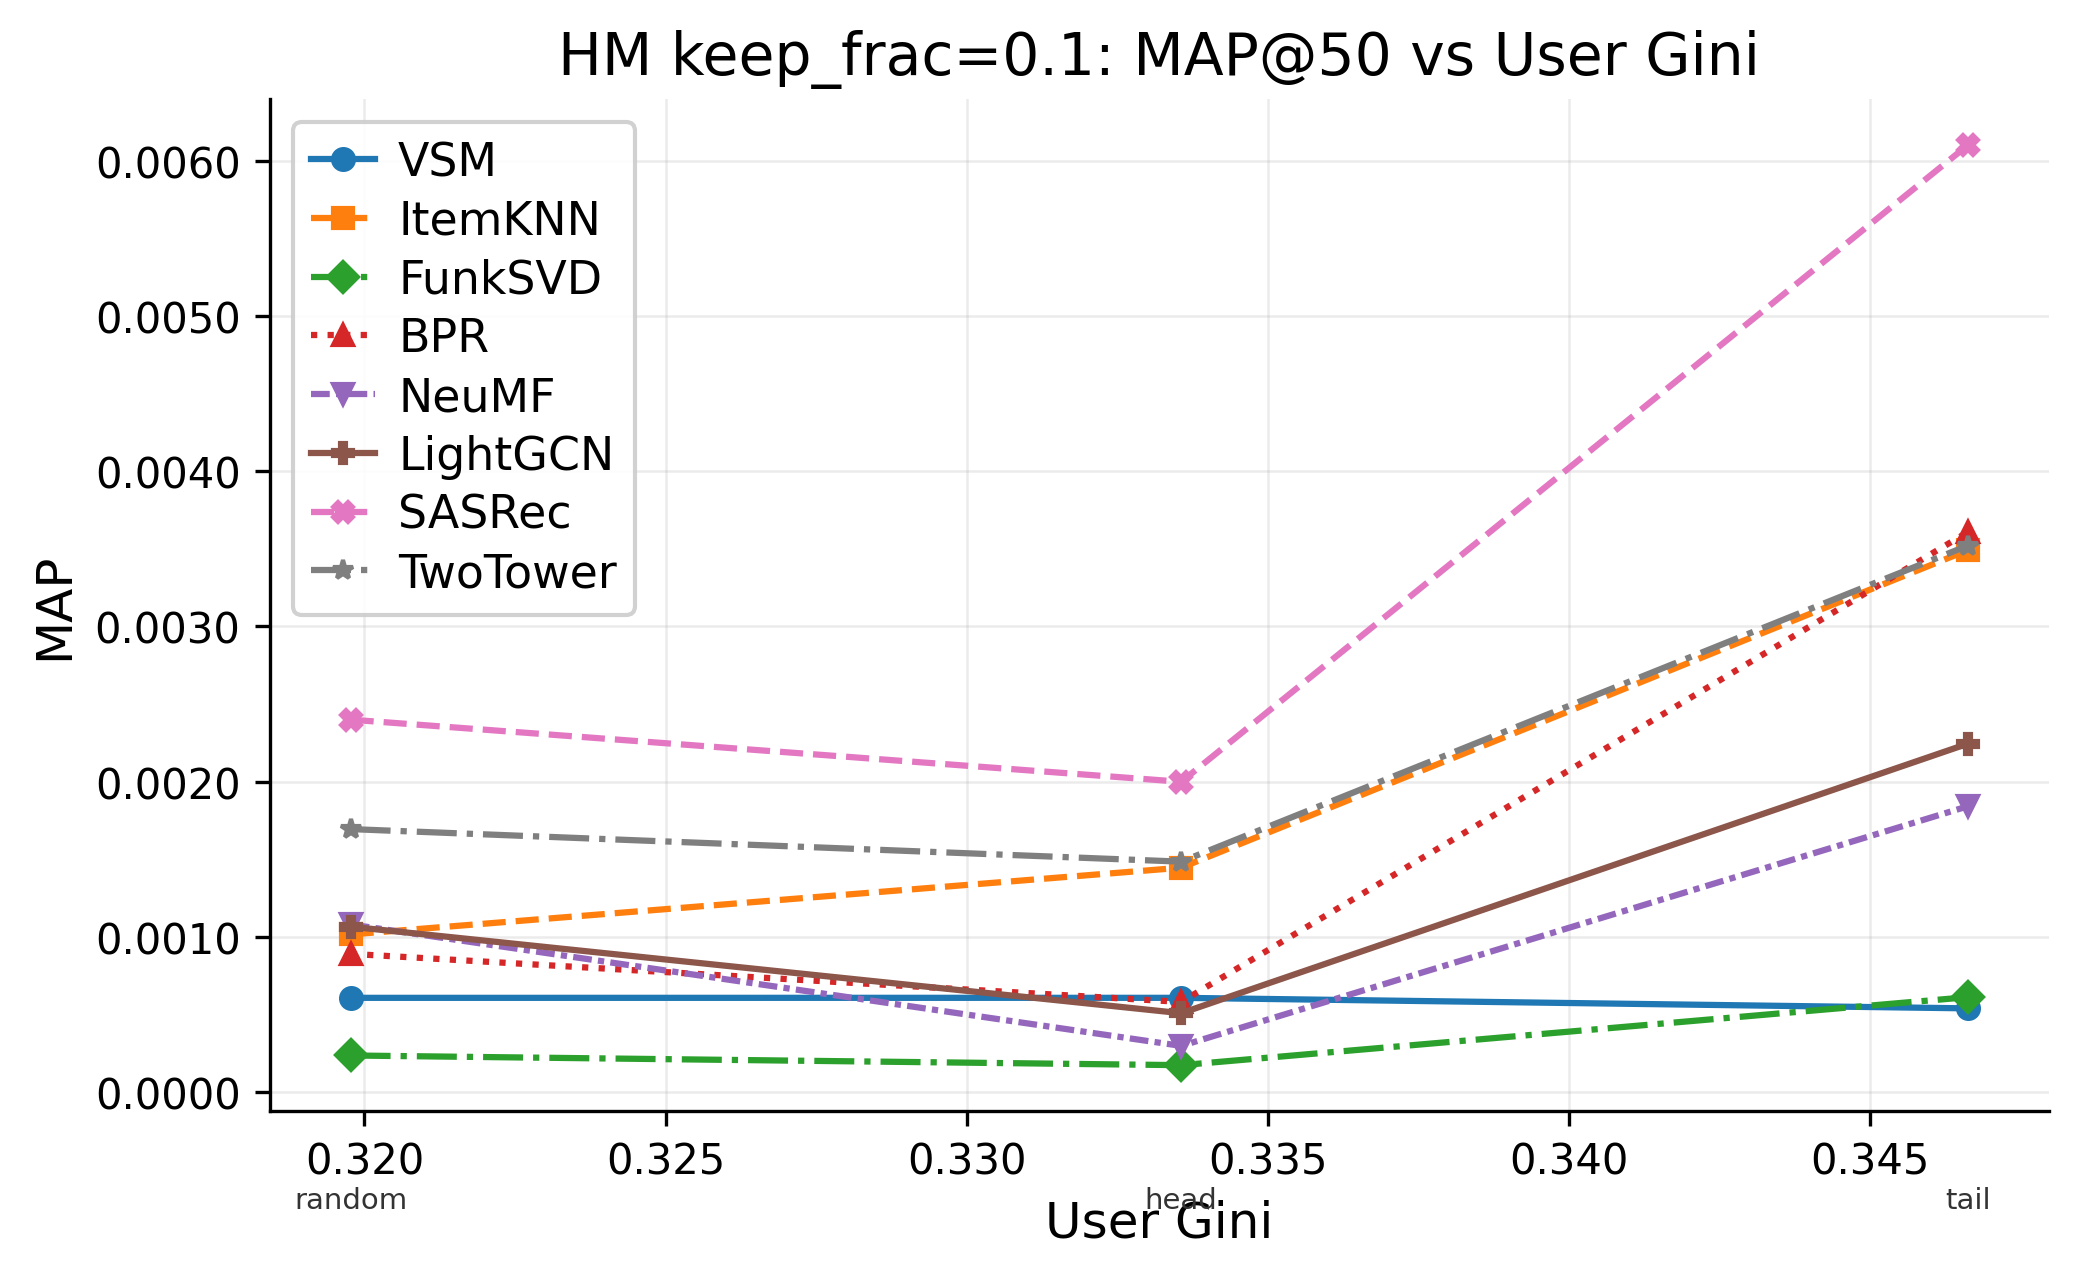 HM keep_frac=0.1: MAP@50 vs User Gini
VSM
ItemKNN
FunkSVD
BPR
NeuMF
LightGCN
SASRec
TwoTower
MAP
0.0060
0.0050
0.0040
0.0030
0.0020
0.0010
0.0000
0.320 0.325 0.330 0.335 0.340 0.345
random head tail
User Gini